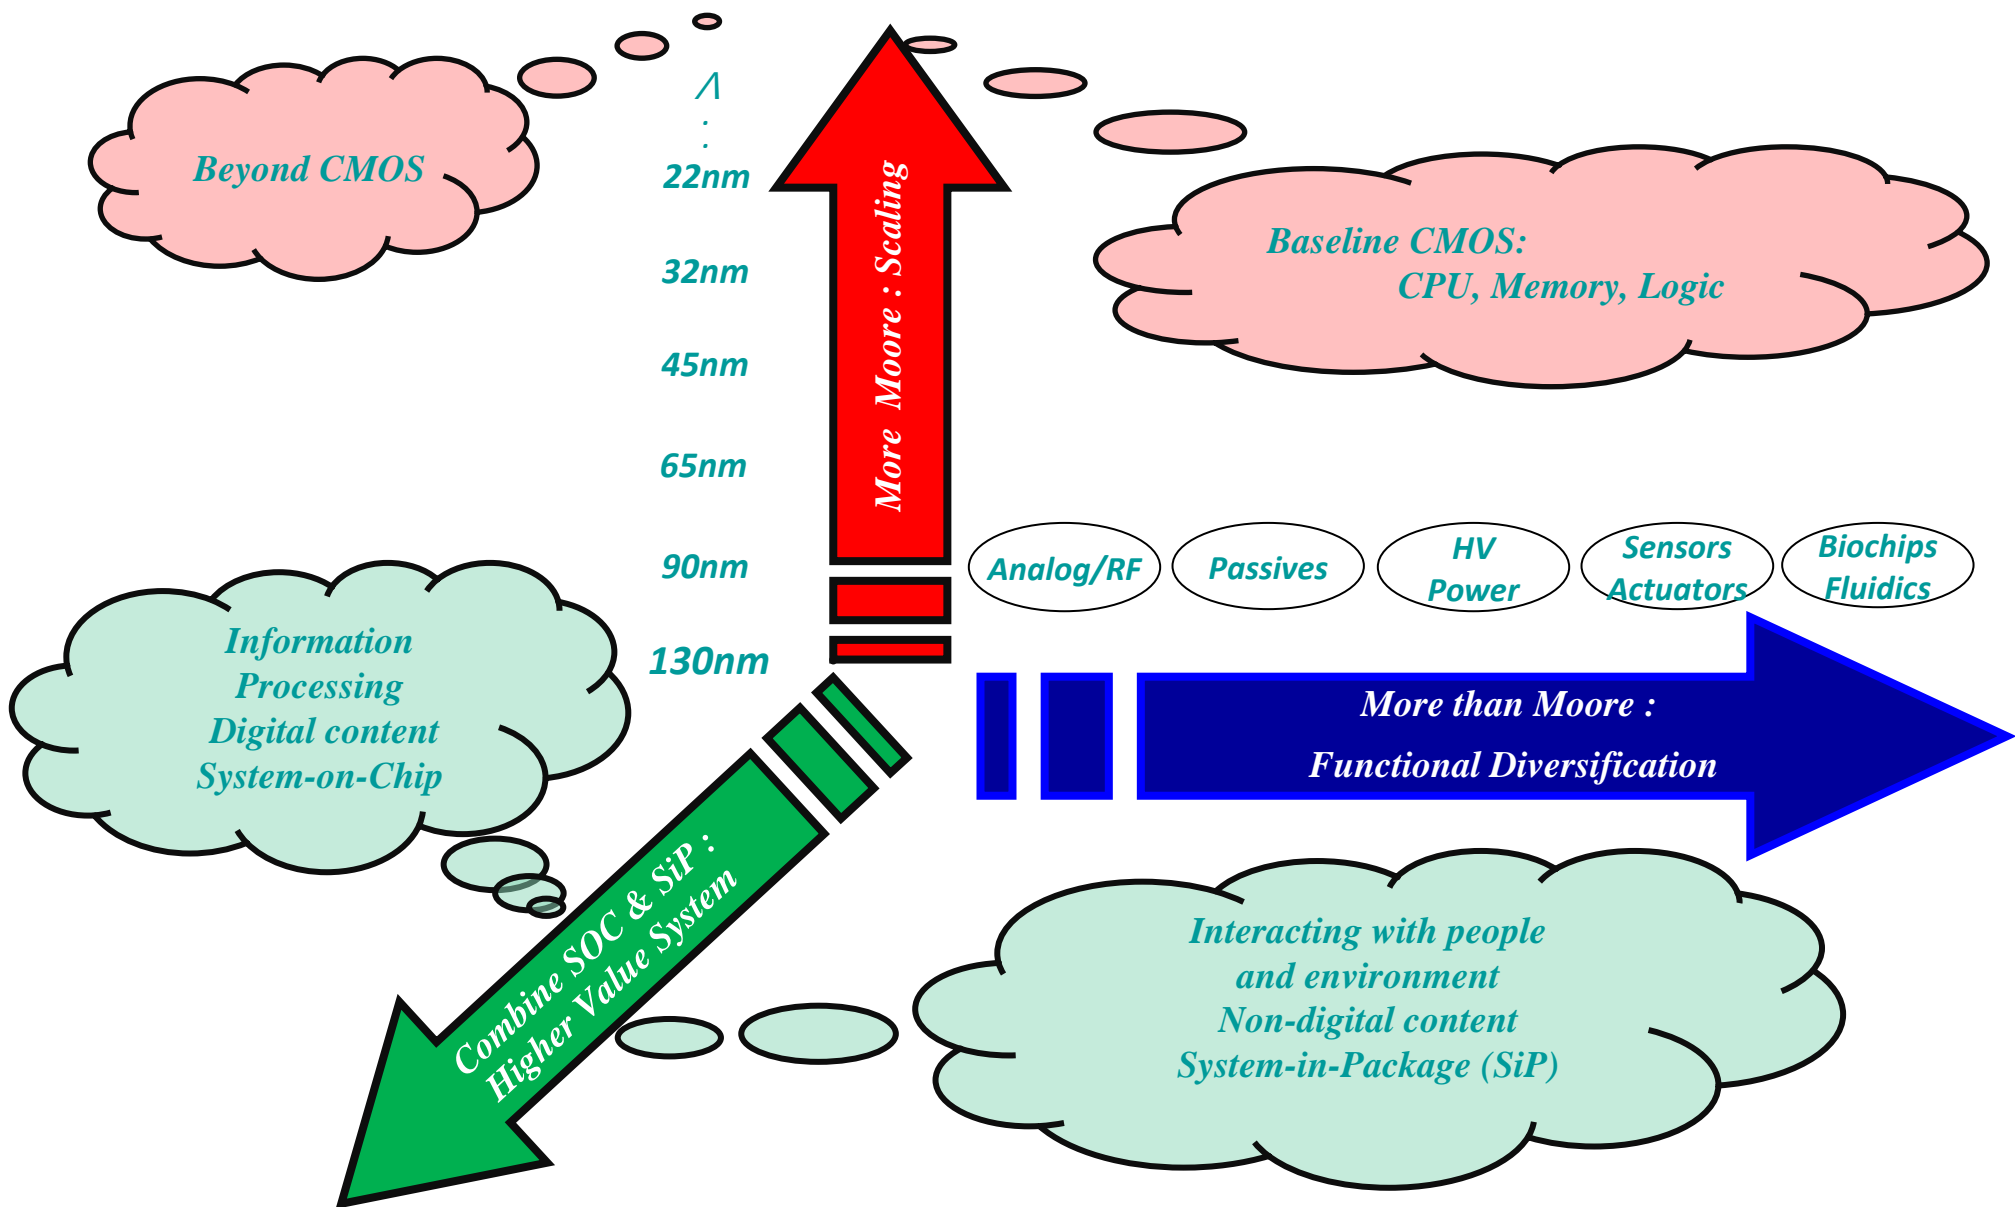 Λ
:
:
22nm
32nm
45nm
65nm
90nm
130nm
Beyond CMOS
More Moore : Scaling
Baseline CMOS:
CPU, Memory, Logic
Analog/RF
Passives
HV
Power
Sensors
Actuators
Biochips
Fluidics
More than Moore :
Functional Diversification
Information
Processing
Digital content
System-on-Chip
Combine SOC & SiP :
Higher Value System
Interacting with people
and environment
Non-digital content
System-in-Package (SiP)